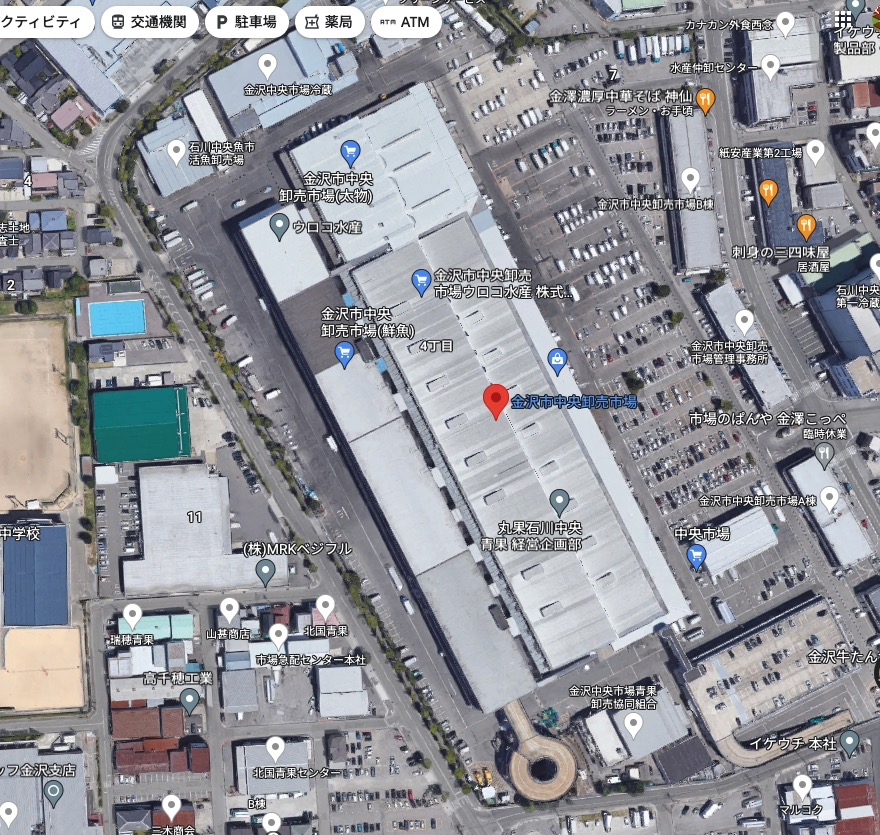 クティビティ
交通機関
P 駐車場
薬局
ATM ATM
カナカン外食西念
金沢中央市場冷蔵
水産仲卸センター
製品部
7
金澤濃厚中華そば 神仙
ラーメン・お手頃
石川中央魚市
活魚卸売場
紙安産業第2工場
4
金沢市中央
卸売市場(太物)
金沢市中央卸売市場B棟
ウロコ水産
刺身の三四味屋
居酒屋
2
金沢市中央卸売
市場ウロコ水産 株式...
石川中央
第一冷蔵
金沢市中央
卸売市場(鮮魚)
4丁目
金沢市中央卸売
市場管理事務所
金沢市中央卸売市場
市場のぱんや 金澤こっぺ
臨時休業
金沢市中央卸売市場A棟
11
丸果石川中央
青果 経営企画部
中央市場
中学校
(株)MRKベジフル
瑞穂青果
山甚商店
北国青果
市場急配センター本社
金沢牛たん
高千穂工業
金沢中央市場青果
卸売協同組合
イケウチ 本社
ッフ金沢支店
北国青果センター
B棟
マルコク
三木商会